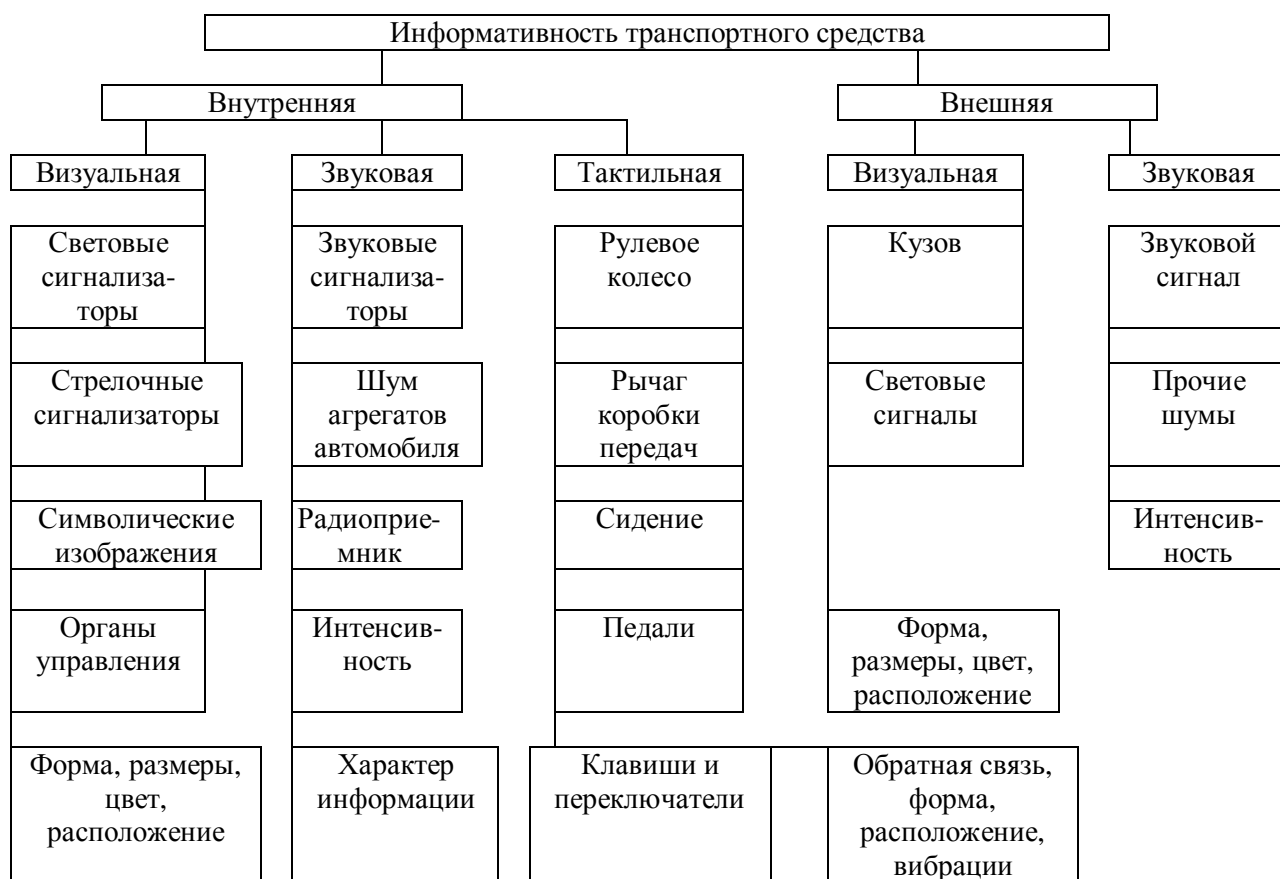 Информативность транспортного средства
Внутренняя
Внешняя
Визуальная
Звуковая
Тактильная
Визуальная
Звуковая
Световые
сигнализа-
торы
Звуковые
сигнализа-
торы
Рулевое
колесо
Кузов
Звуковой
сигнал
Стрелочные
сигнализаторы
Шум
агрегатов
автомобиля
Рычаг
коробки
передач
Световые
сигналы
Прочие
шумы
Символические
изображения
Радиоприе-
мник
Сидение
Интенсив-
ность
Органы
управления
Интенсив-
ность
Педали
Форма,
размеры, цвет,
расположение
Форма, размеры,
цвет,
расположение
Характер
информации
Клавиши и
переключатели
Обратная связь,
форма,
расположение,
вибрации